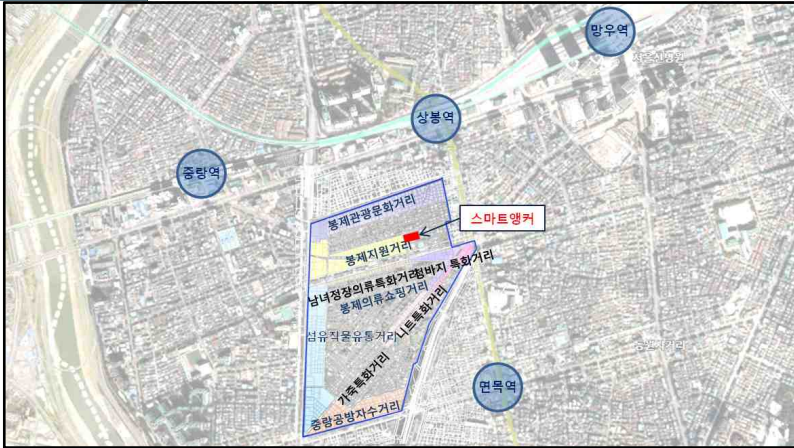 망우역
상봉역
중랑역
봉제관광문화거리
스마트앵커
봉제지원거리
청바지 특화거리
남녀정장의류특화거리
봉제의류쇼핑거리
니트특화거리
섬유직물유통거리
가죽특화거리
면목역
중랑공방자수거리